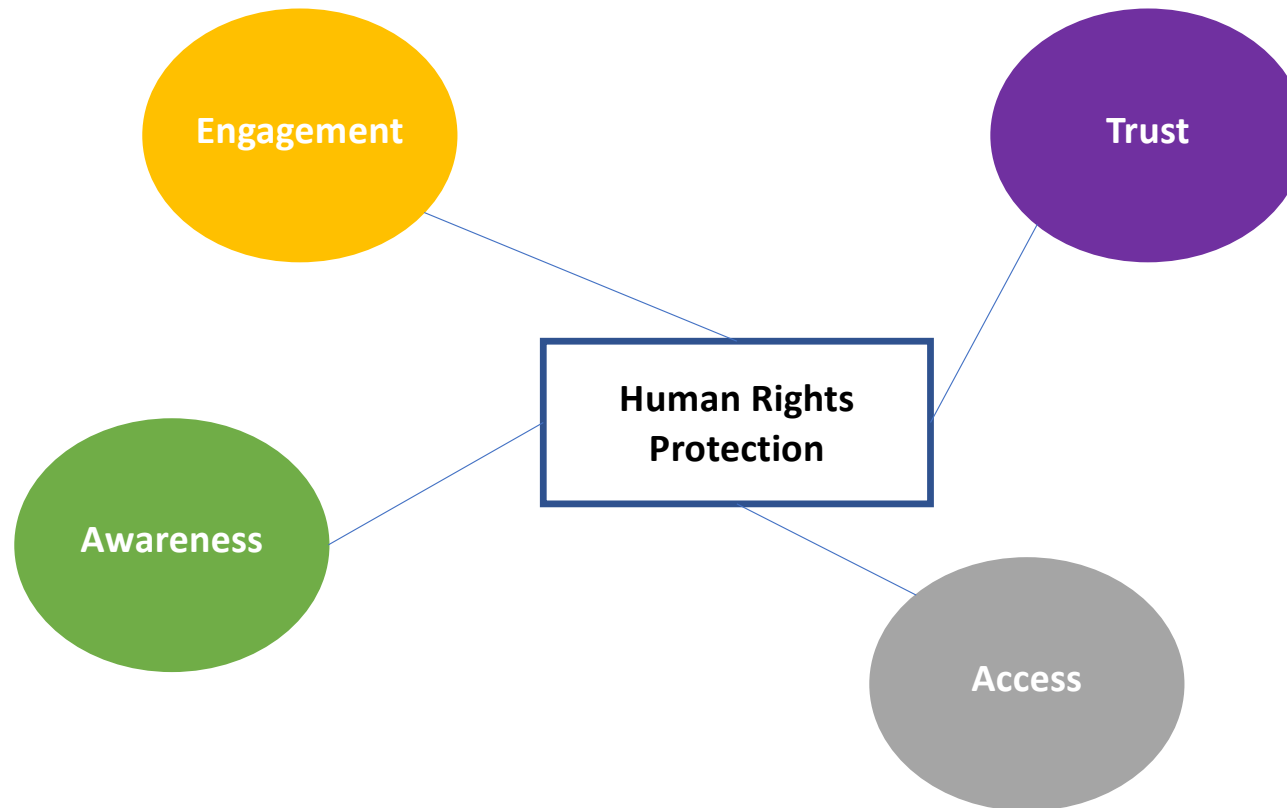 Engagement
Trust
Human Rights
Protection
Awareness
Access